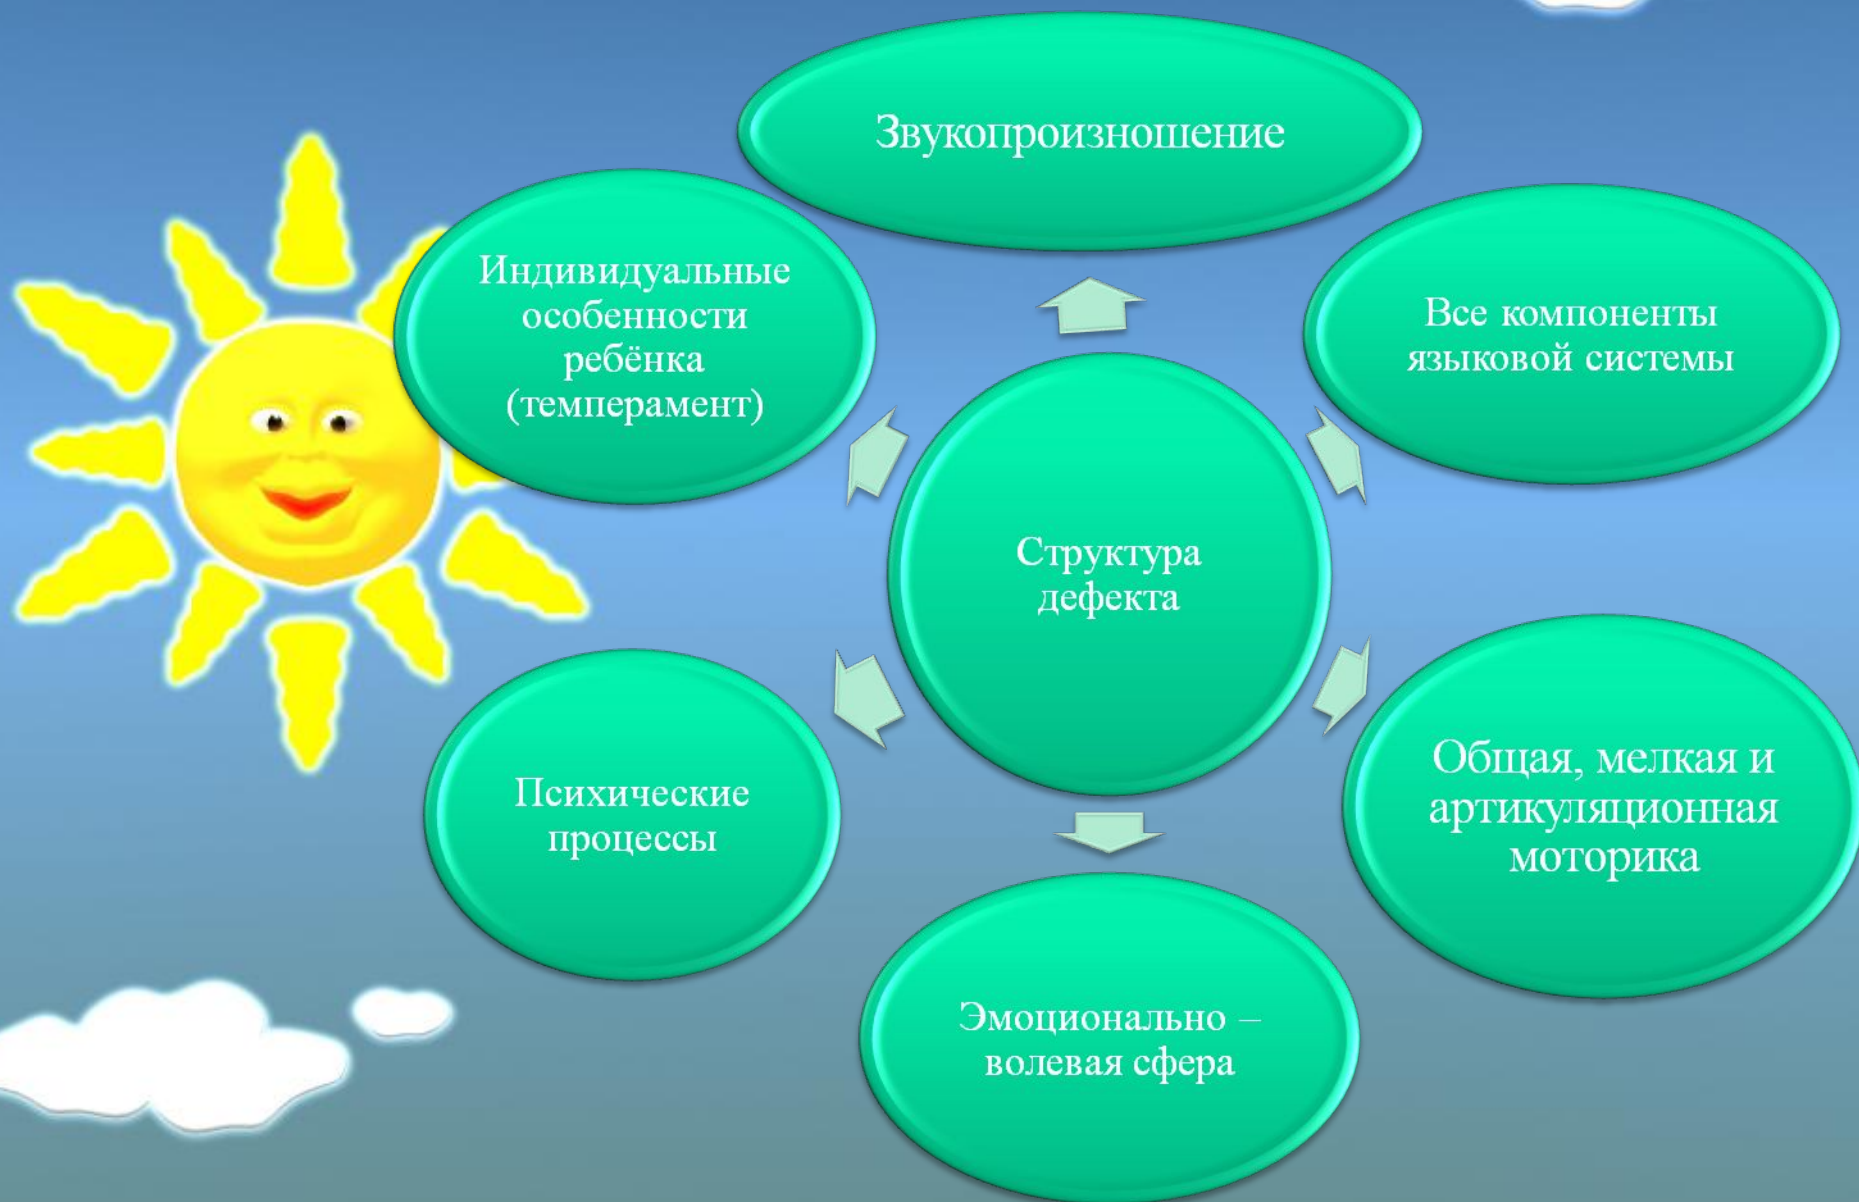 Звукопроизношение
Индивидуальные
особенности
ребёнка
(темперамент)
Все компоненты
языковой системы
Структура
дефекта
Общая, мелкая и
артикуляционная
моторика
Психические
процессы
Эмоционально –
волевая сфера